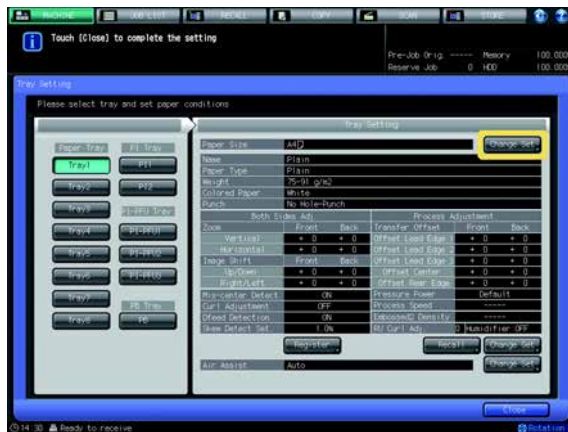 MACHINE JOB LIST RECALL COPY SCAN STORE
Touch [Close] to complete the setting
Pre-Job Orig. ----- Memory 100.000
Reserve Job 0 HDD 100.000
Tray Setting
Please select tray and set paper conditions
Tray Setting
Paper Tray PI Tray
Paper Size A4 Change Set
Tray1 PI1
Name Plain
Paper Type Plain
Tray2 PI2
Weight 75-91 g/m2
Colored Paper White
Punch No Hole-Punch
Tray3 PI-PFU Tray
Both Sides Adj. Process Adjustment
Tray4 PI-PFU1
Zoom Front Back Transfer Offset Front Back
Vertical + 0 + 0 Offset Lead Edge 1 + 0 + 0
Horizontal + 0 + 0 Offset Lead Edge 2 + 0 + 0
Tray5 PI-PFU2
Image Shift Front Back Offset Lead Edge 3 + 0 + 0
Up/Down + 0 + 0 Offset Center + 0 + 0
Tray6 PI-PFU3
Right/Left + 0 + 0 Offset Rear Edge + 0 + 0
Mis-center Detect. ON Pressure Power Default
Tray7 PB Tray
Curl Adjustment OFF Process Speed -----
Dfeed Detection ON Embossed2 Density -----
Tray8 PB
Skew Detect Set. 1.0% RU Curl Adj. 0 Humidifier OFF
Register Recall Change Set
Air Assist Auto Change Set
Close
14:30 Ready to receive Rotation